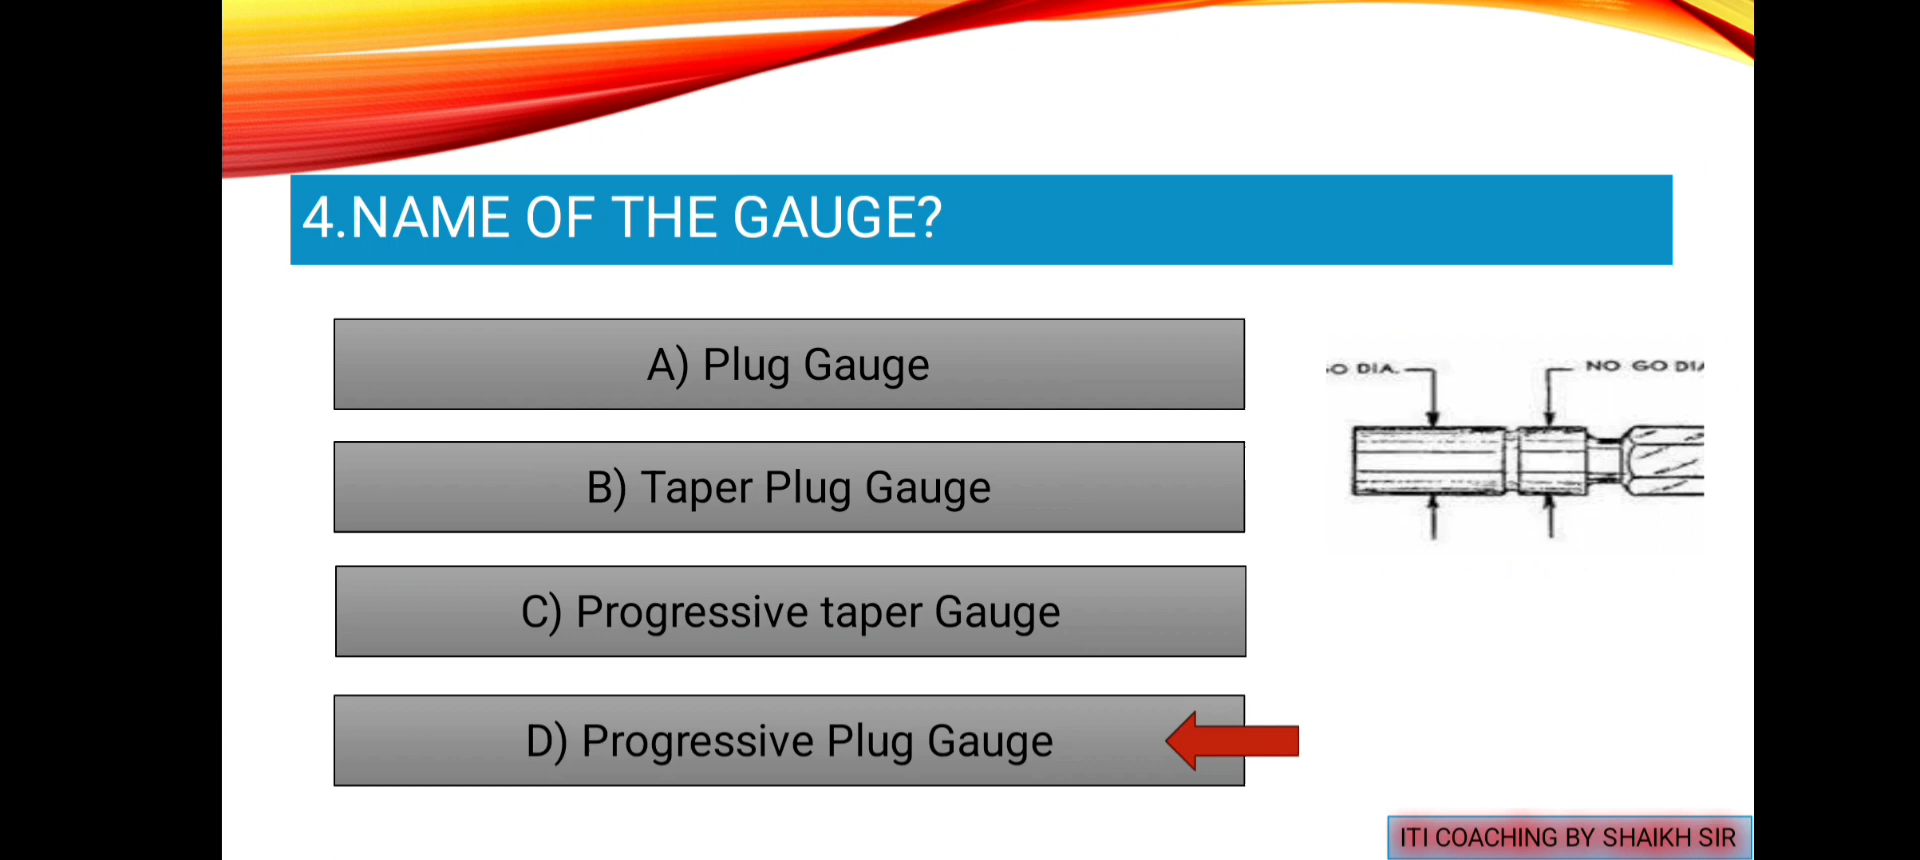 4.NAME OF THE GAUGE?
A) Plug Gauge
O DIA.
NO GO DIA
B) Taper Plug Gauge
C) Progressive taper Gauge
D) Progressive Plug Gauge
ITI COACHING BY SHAIKH SIR